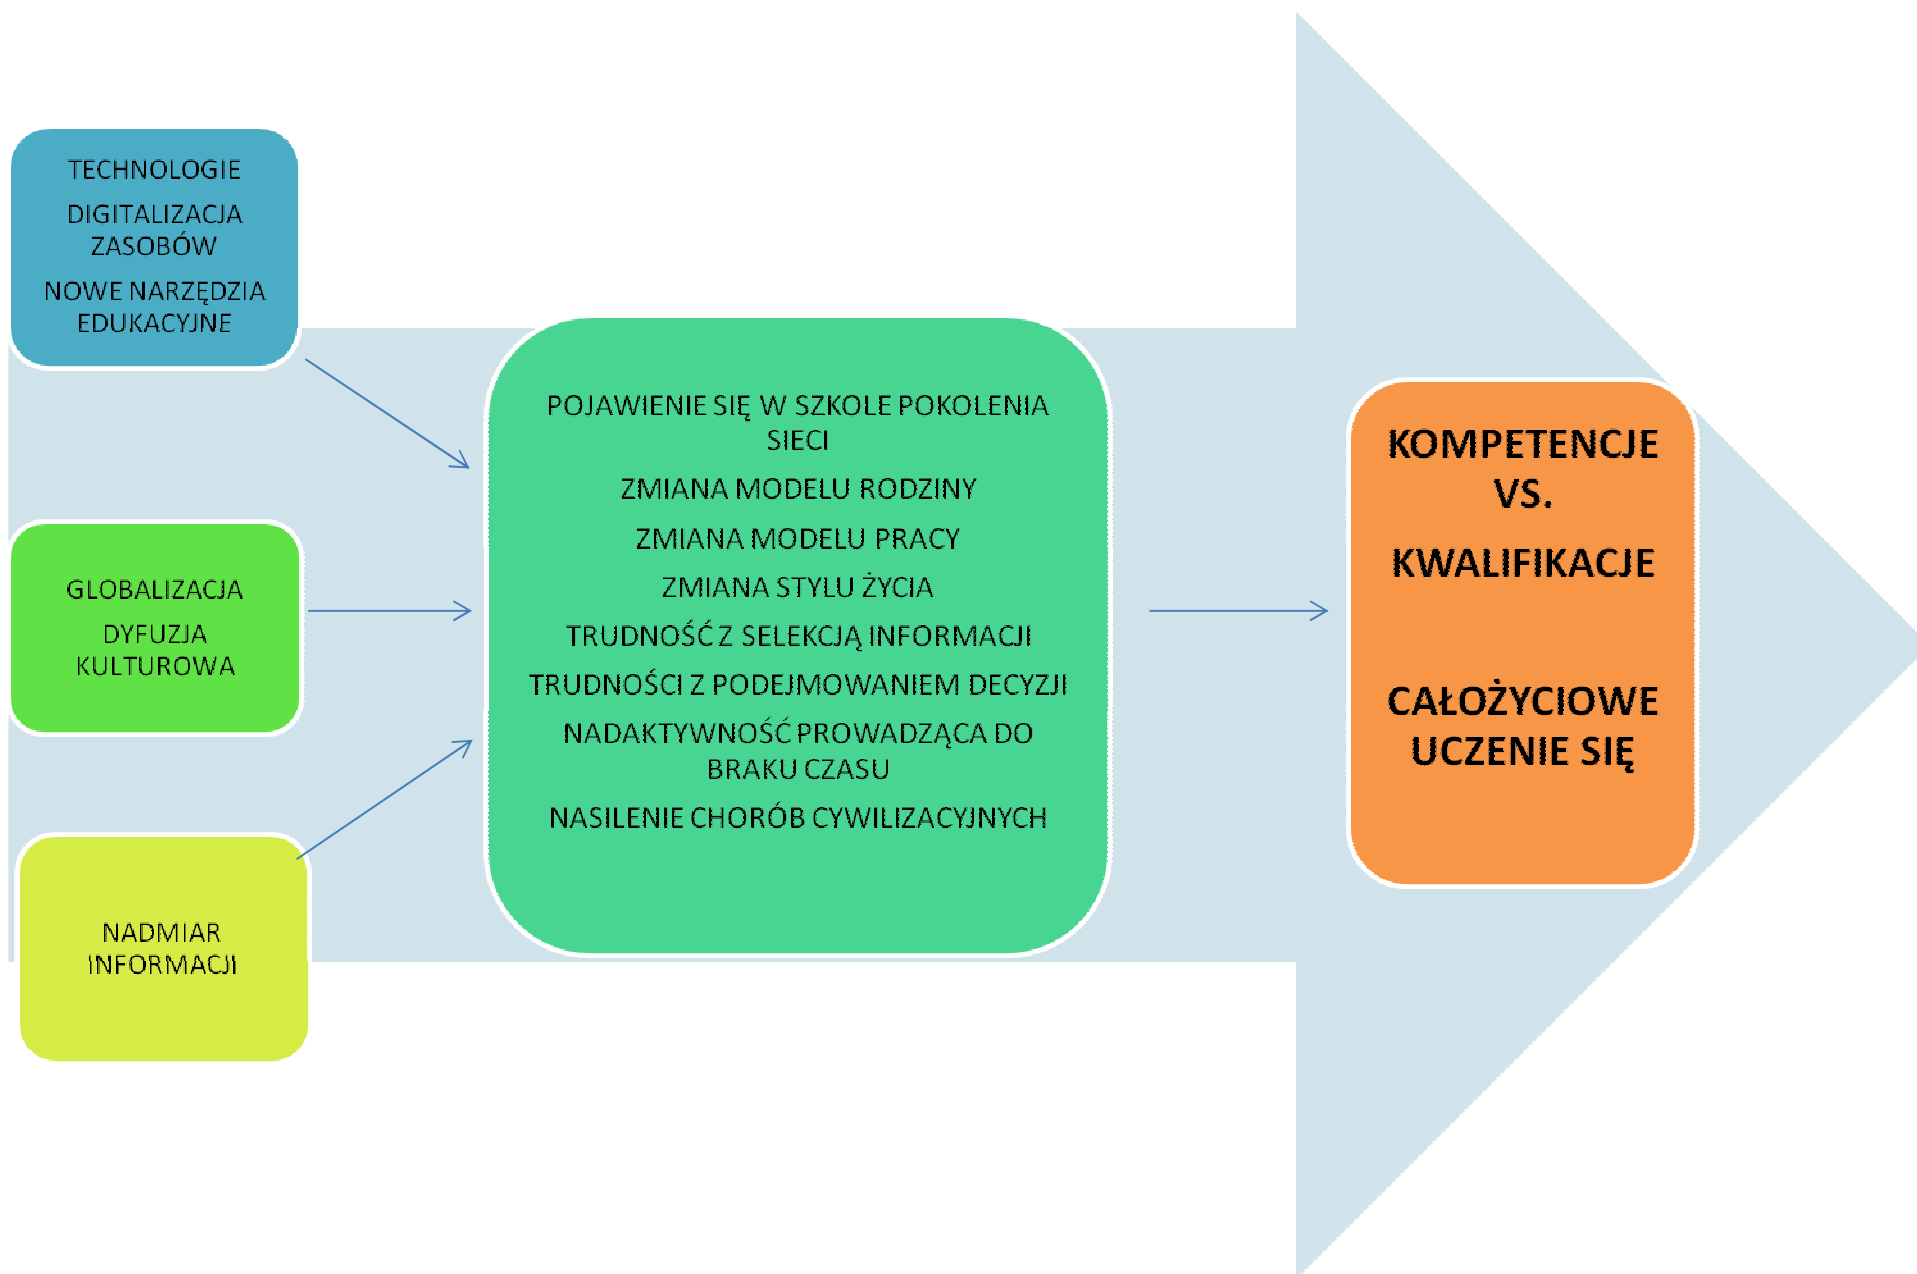 TECHNOLOGIE
DIGITALIZACJA
ZASOBÓW
NOWE NARZĘDZIA
EDUKACYJNE
GLOBALIZACJA
DYFUZJA
KULTUROWA
NADMIAR
INFORMACJI
POJAWIENIE SIĘ W SZKOLE POKOLENIA
SIECI
ZMIANA MODELU RODZINY
ZMIANA MODELU PRACY
ZMIANA STYLU ŻYCIA
TRUDNOŚĆ Z SELEKCJĄ INFORMACJI
TRUDNOŚCI Z PODEJMOWANIEM DECYZJI
NADAKTYWNOŚĆ PROWADZĄCA DO
BRAKU CZASU
NASILENIE CHORÓB CYWILIZACYJNYCH
KOMPETENCJE
VS.
KWALIFIKACJE
CAŁOŻYCIOWE
UCZENIE SIĘ